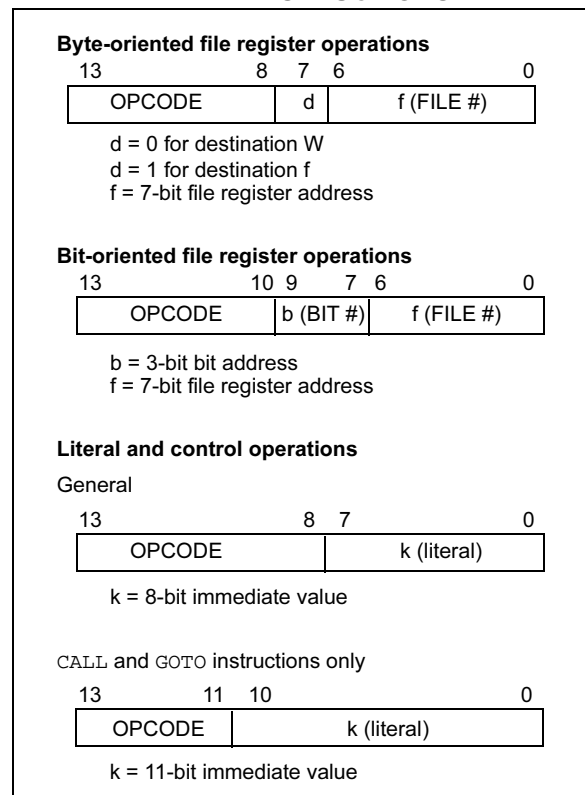 Byte-oriented file register operations
13 8 7 6 0
OPCODE d f (FILE #)
d = 0 for destination W
d = 1 for destination f
f = 7-bit file register address
Bit-oriented file register operations
13 10 9 7 6 0
OPCODE b (BIT #) f (FILE #)
b = 3-bit bit address
f = 7-bit file register address
Literal and control operations
General
13 8 7 0
OPCODE k (literal)
k = 8-bit immediate value
CALL and GOTO instructions only
13 11 10 0
OPCODE k (literal)
k = 11-bit immediate value